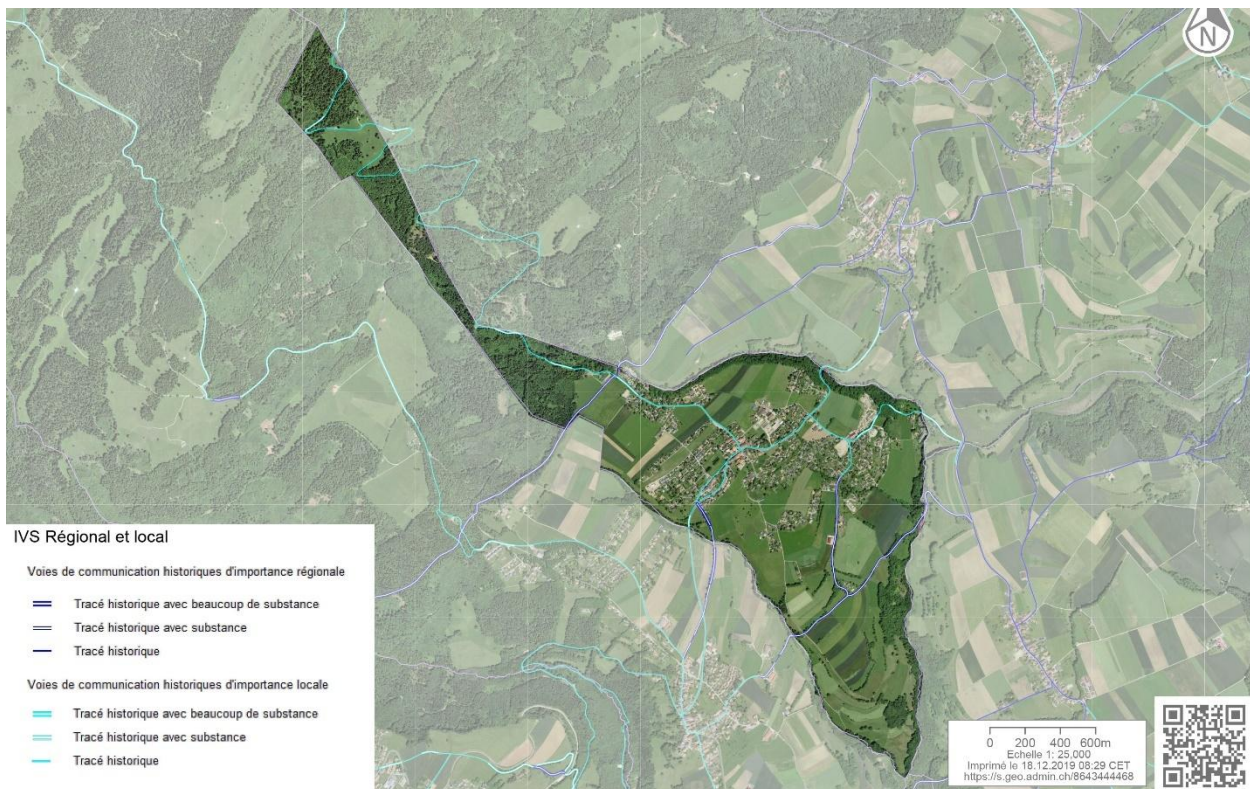 N
IVS Régional et local
Voies de communication historiques d'importance régionale
Tracé historique avec beaucoup de substance
Tracé historique avec substance
Tracé historique
Voies de communication historiques d'importance locale
Tracé historique avec beaucoup de substance
Tracé historique avec substance
Tracé historique
0 200 400 600m
Echelle 1: 25,000
Imprimé le 18.12.2019 08:29 CET
https://s.geo.admin.ch/8643444468